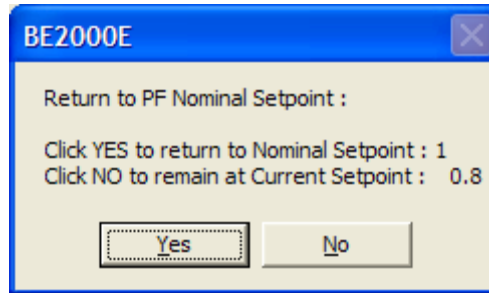 BE2000E
Return to PF Nominal Setpoint :
Click YES to return to Nominal Setpoint : 1
Click NO to remain at Current Setpoint : 0.8
Yes
No